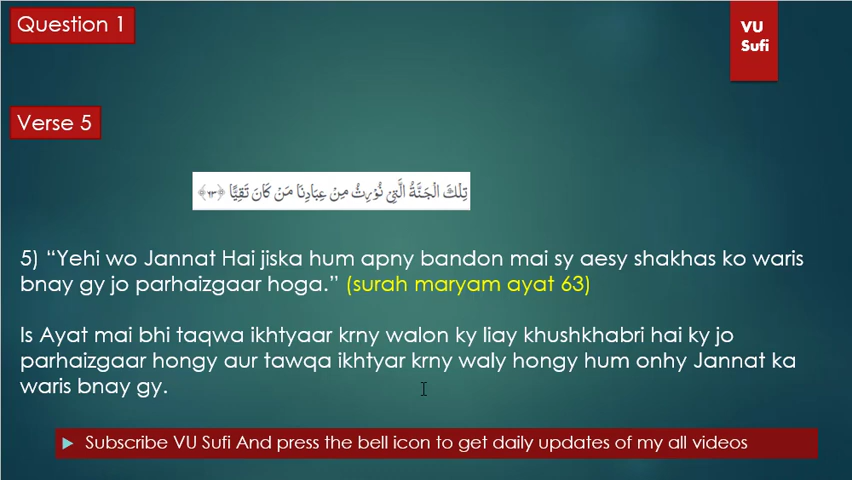 Question 1
VU
Sufi
Verse 5
تِلْكَ الْجَنَّةُ الَّتِيْ نُوْرِثُ مِنْ عِبَادِنَا مَنْ كَانَ تَقِيًّا ﴿۶۳﴾
5) “Yehi wo Jannat Hai jiska hum apny bandon mai sy aesy shakhas ko waris
bnay gy jo parhaizgaar hoga.” (surah maryam ayat 63)
Is Ayat mai bhi taqwa ikhtyaar krny walon ky liay khushkhabri hai ky jo
parhaizgaar hongy aur tawqa ikhtyar krny waly hongy hum onhy Jannat ka
waris bnay gy.
Subscribe VU Sufi And press the bell icon to get daily updates of my all videos